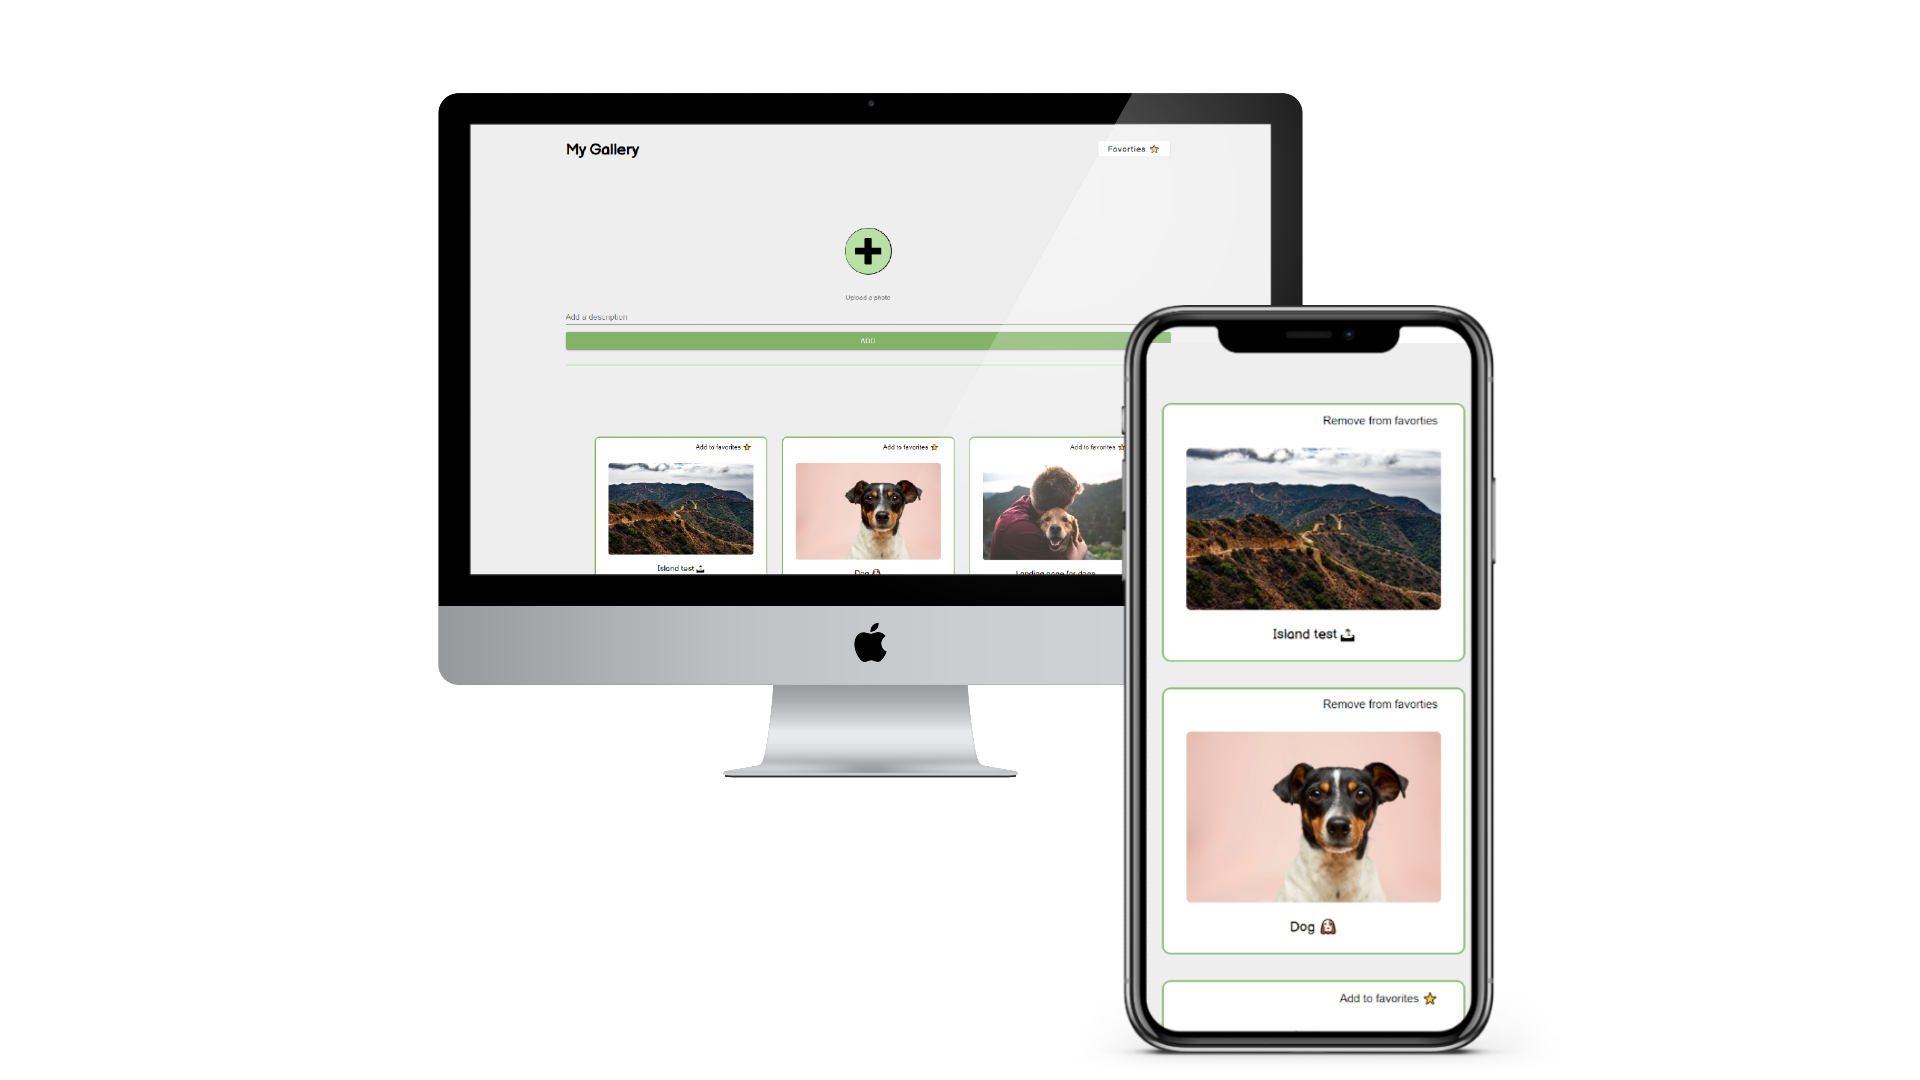 My Gallery
Favorties ⭐
Upload a photo
Add a description
ADD
Add to favorites ⭐
Add to favorites ⭐
Add to favorites ⭐
Island test 🏝
Dog 🐶
Landing page for dogs
Remove from favorties
Island test 🏝
Remove from favorties
Dog 🐶
Add to favorites ⭐